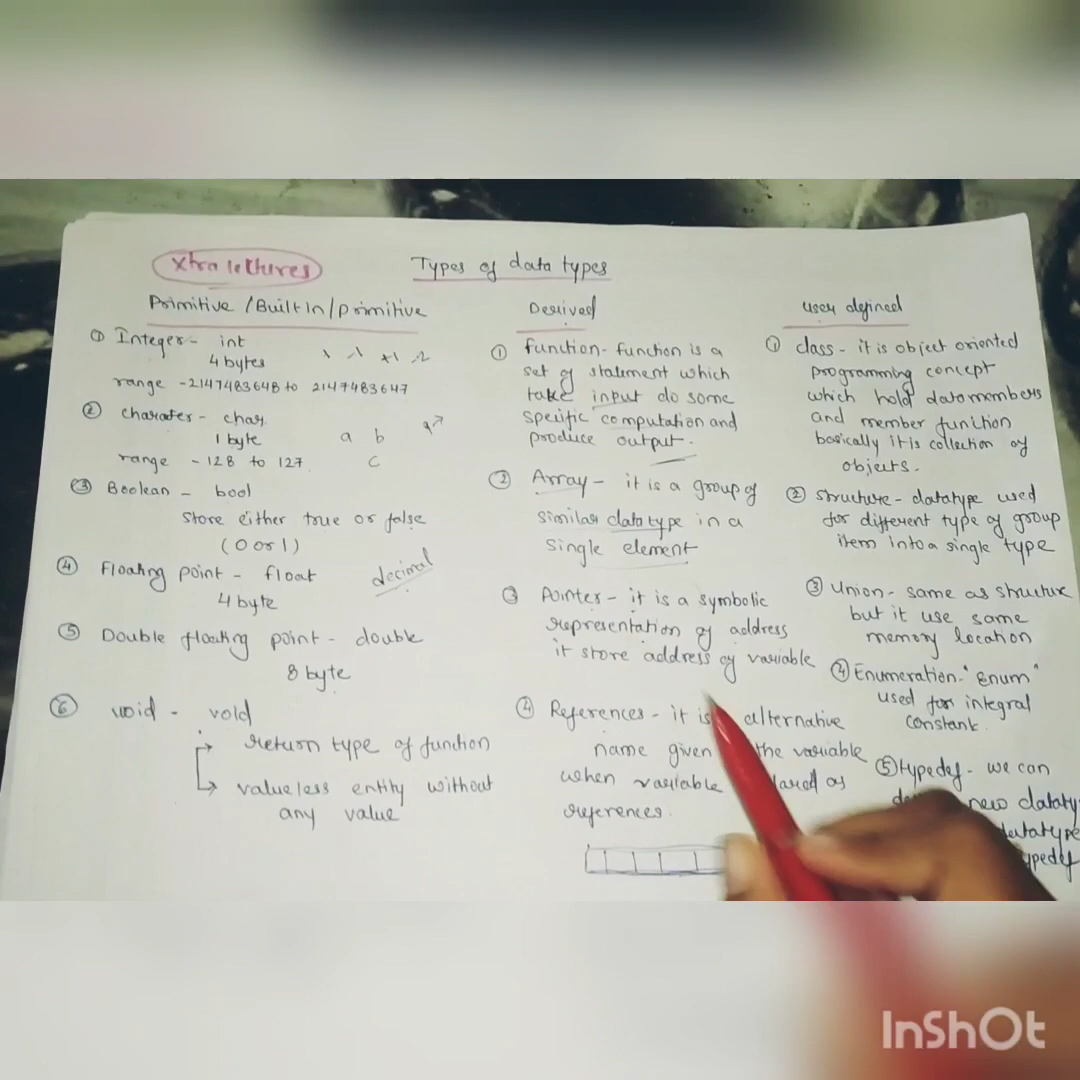 Xtra lectures
Types of data types
Primitive /Built In/primitive
① Integer- int
4 bytes
range -2147483648 to 2147483647
② charater - char
1 byte
a b
c
range -128 to 127
③ Boolean - bool
store either true or false
(0 or 1)
④ Floating point - float
decimal
4 byte
⑤ Double floating point - double
8 byte
⑥ void - void
return type of function
valueless entity without
any value
Derived
① function- function is a
set of statement which
take input do some
specific computation and
produce output.
② Array - it is a group of
similar data type in a
single element
③ Pointer - it is a symbolic
representation of address
it store address of variable
④ References - it is alternative
name given the variable
when variable as
references.
user defined
① class - it is object oriented
programming concept
which hold datamembers
and member function
basically it is collection of
objects.
② structure - datatype used
for different type of group
item into a single type
③ Union - same as structure
but it use same
memory location
④ Enumeration- "Enum"
used for integral
constant.
⑤ typedef - we can
new
InShOt